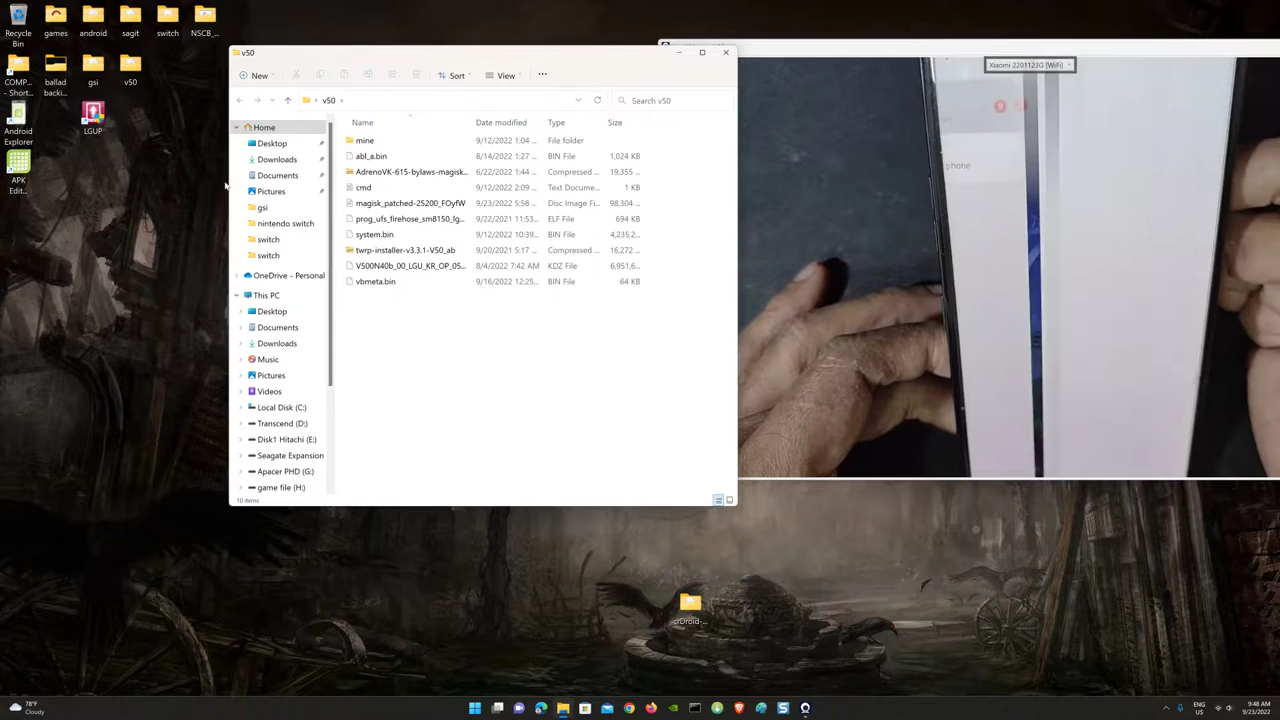 Recycle Bin
games
android
sagit
switch
NSCB_...
COMP... - Short...
ballad backi...
gsi
v50
Android Explorer
LGUP
APK Edit...
v50
New
Sort
View
v50
Search v50
Name
Date modified
Type
Size
Home
Desktop
Downloads
Documents
Pictures
gsi
nintendo switch
switch
switch
OneDrive - Personal
This PC
Desktop
Documents
Downloads
Music
Pictures
Videos
Local Disk (C:)
Transcend (D:)
Disk1 Hitachi (E:)
Seagate Expansion
Apacer PHD (G:)
game file (H:)
mine 9/12/2022 1:04 ... File folder
abl_a.bin 8/14/2022 1:27 ... BIN File 1,024 KB
AdrenoVK-615-bylaws-magisk... 6/22/2022 1:44 ... Compressed ... 19,355 ...
cmd 9/12/2022 2:09 ... Text Docume... 1 KB
magisk_patched-25200_FOyfW 9/23/2022 5:58 ... Disc Image Fi... 98,304 ...
prog_ufs_firehose_sm8150_lg... 9/22/2021 11:53... ELF File 694 KB
system.bin 9/12/2022 10:39... BIN File 4,235,2...
twrp-installer-v3.3.1-V50_ab 9/20/2021 5:17 ... Compressed ... 16,272 ...
V500N40b_00_LGU_KR_OP_05... 8/4/2022 7:42 AM KDZ File 6,951,6...
vbmeta.bin 9/16/2022 12:25... BIN File 64 KB
10 items
Xiaomi 2201123G [WiFi]
phone
crDroid-...
78°F
Cloudy
ENG
US
9:48 AM
9/23/2022